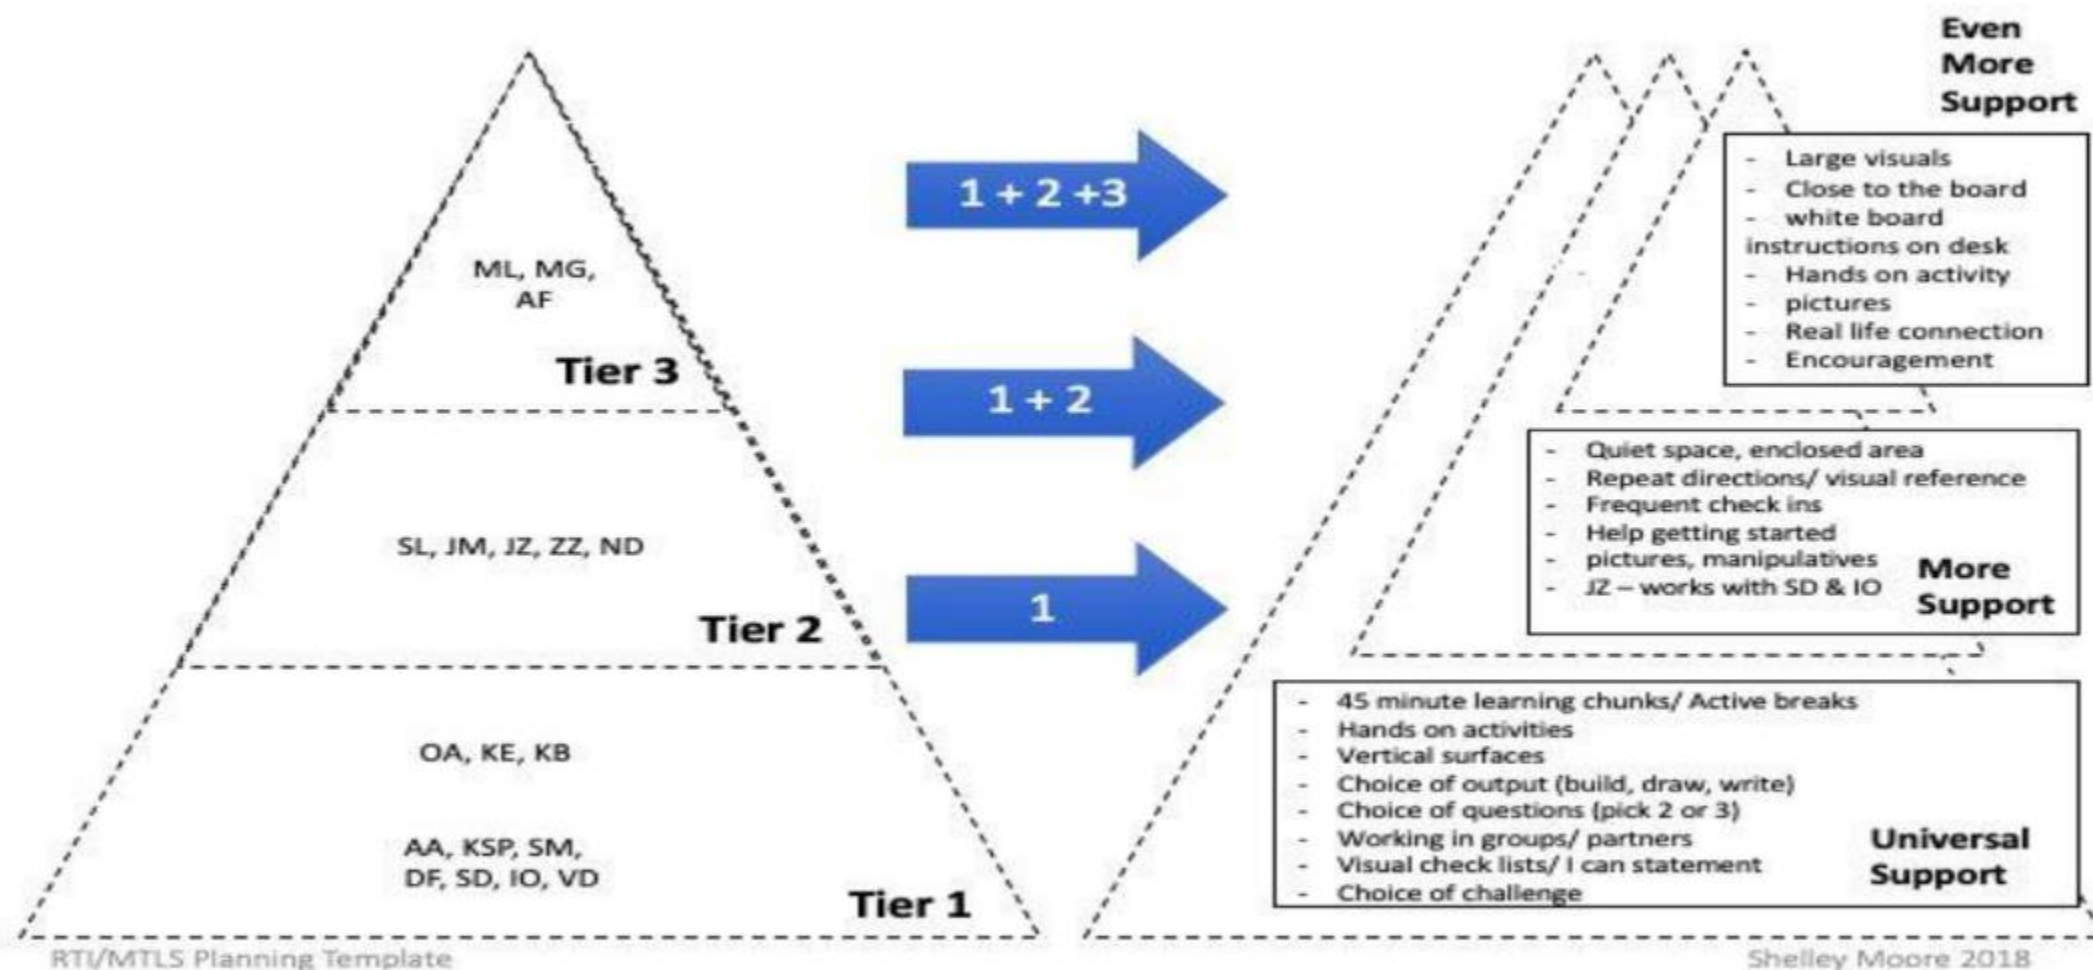 ML, MG,
AF
Tier 3
SL, JM, JZ, ZZ, ND
Tier 2
OA, KE, KB
AA, KSP, SM,
DF, SD, IO, VD
Tier 1
RTI/MTLS Planning Template
1 + 2 +3
1 + 2
1
Even
More
Support
- Large visuals
- Close to the board
- white board
instructions on desk
- Hands on activity
- pictures
- Real life connection
- Encouragement
- Quiet space, enclosed area
- Repeat directions/ visual reference
- Frequent check ins
- Help getting started
- pictures, manipulatives
- JZ – works with SD & IO
More
Support
- 45 minute learning chunks/ Active breaks
- Hands on activities
- Vertical surfaces
- Choice of output (build, draw, write)
- Choice of questions (pick 2 or 3)
- Working in groups/ partners
- Visual check lists/ I can statement
- Choice of challenge
Universal
Support
Shelley Moore 2018